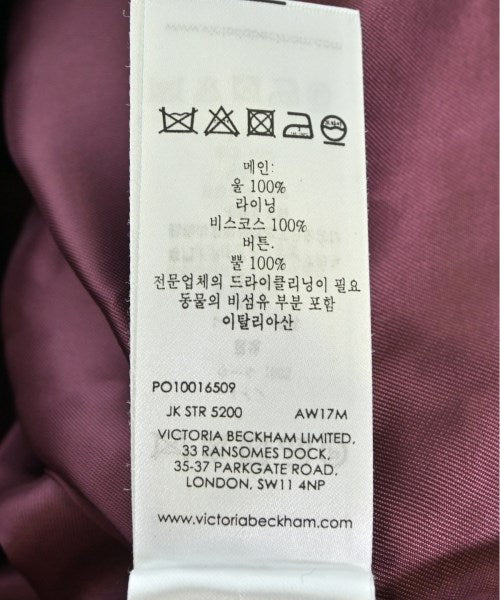 메인:
울 100%
라이닝
비스코스 100%
버튼.
뿔 100%
전문업체의 드라이클리닝이 필요
동물의 비섬유 부분 포함
이탈리아산
PO10016509
JK STR 5200 AW17M
VICTORIA BECKHAM LIMITED,
33 RANSOMES DOCK,
35-37 PARKGATE ROAD,
LONDON, SW11 4NP
www.victoriabeckham.com